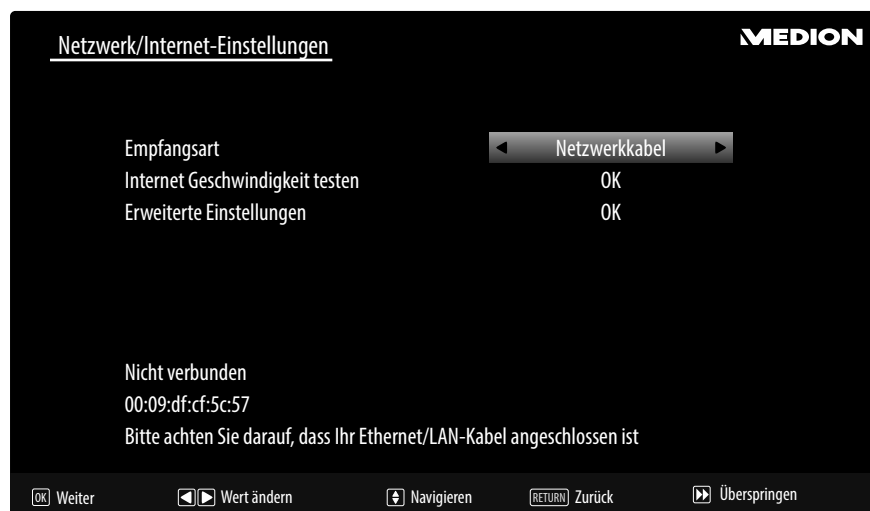 Netzwerk/Internet-Einstellungen
MEDION
Empfangsart Netzwerkkabel
Internet Geschwindigkeit testen OK
Erweiterte Einstellungen OK
Nicht verbunden
00:09:df:cf:5c:57
Bitte achten Sie darauf, dass Ihr Ethernet/LAN-Kabel angeschlossen ist
OK Weiter Wert ändern Navigieren RETURN Zurück Überspringen